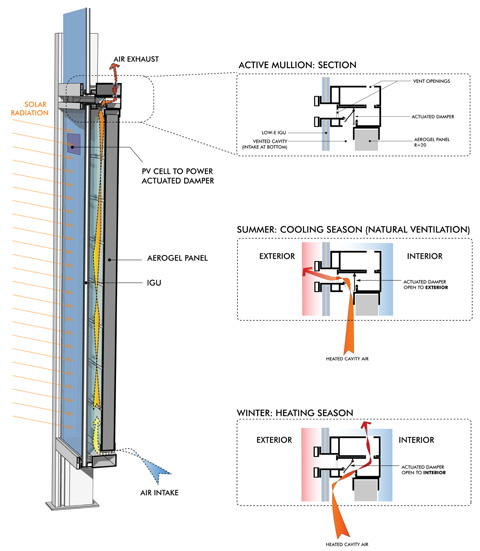 AIR EXHAUST
SOLAR
RADIATION
PV CELL TO POWER
ACTUATED DAMPER
AEROGEL PANEL
IGU
AIR INTAKE
ACTIVE MULLION: SECTION
VENT OPENINGS
ACTUATED DAMPER
LOW-E IGU
VENTED CAVITY
(INTAKE AT BOTTOM)
AEROGEL PANEL
R=20
SUMMER: COOLING SEASON (NATURAL VENTILATION)
EXTERIOR
INTERIOR
ACTUATED DAMPER
OPEN TO EXTERIOR
HEATED CAVITY AIR
WINTER: HEATING SEASON
EXTERIOR
INTERIOR
ACTUATED DAMPER
OPEN TO INTERIOR
HEATED CAVITY AIR